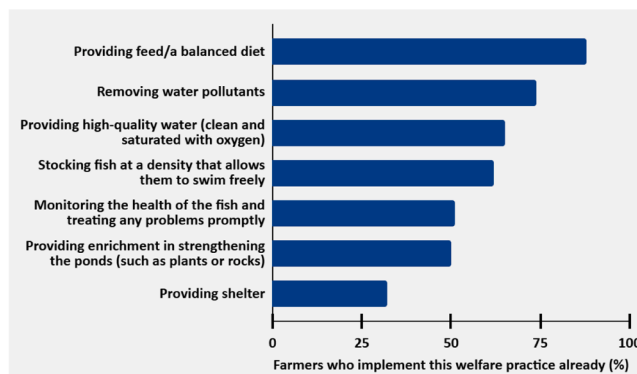 Providing feed/a balanced diet
Removing water pollutants
Providing high-quality water (clean and
saturated with oxygen)
Stocking fish at a density that allows
them to swim freely
Monitoring the health of the fish and
treating any problems promptly
Providing enrichment in strengthening
the ponds (such as plants or rocks)
Providing shelter
0 25 50 75 100
Farmers who implement this welfare practice already (%)